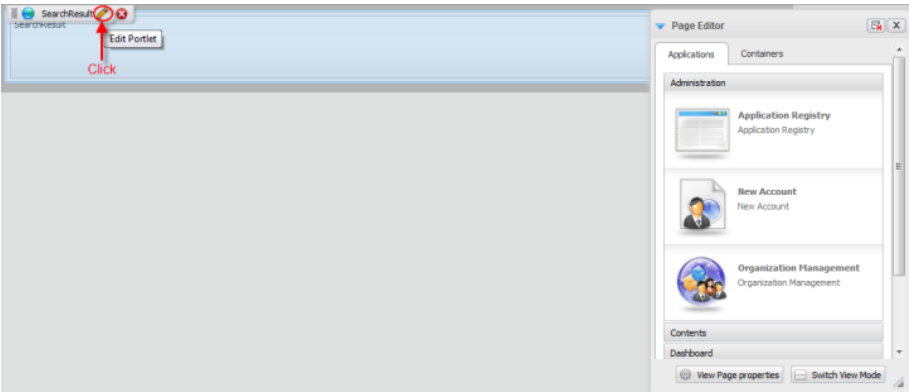 SearchResult
SearchResult
Edit Portlet
Click
Page Editor
Applications
Containers
Administration
Application Registry
Application Registry
New Account
New Account
Organization Management
Organization Management
Contents
Dashboard
View Page properties
Switch View Mode